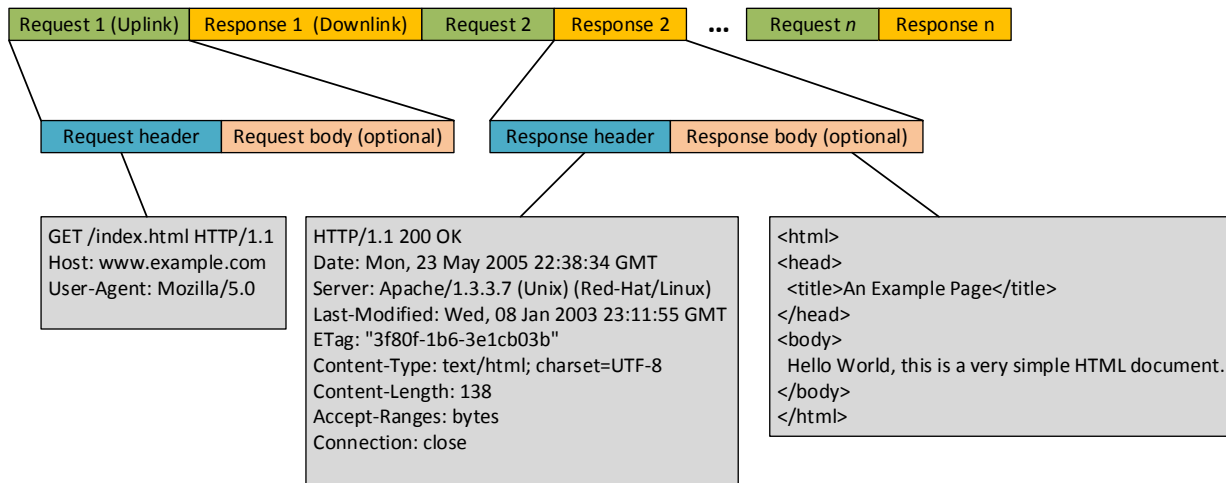 Request 1 (Uplink) Response 1 (Downlink) Request 2 Response 2 ... Request n Response n
Request header Request body (optional) Response header Response body (optional)
GET /index.html HTTP/1.1
Host: www.example.com
User-Agent: Mozilla/5.0
HTTP/1.1 200 OK
Date: Mon, 23 May 2005 22:38:34 GMT
Server: Apache/1.3.3.7 (Unix) (Red-Hat/Linux)
Last-Modified: Wed, 08 Jan 2003 23:11:55 GMT
ETag: "3f80f-1b6-3e1cb03b"
Content-Type: text/html; charset=UTF-8
Content-Length: 138
Accept-Ranges: bytes
Connection: close
<html>
<head>
  <title>An Example Page</title>
</head>
<body>
  Hello World, this is a very simple HTML document.
</body>
</html>